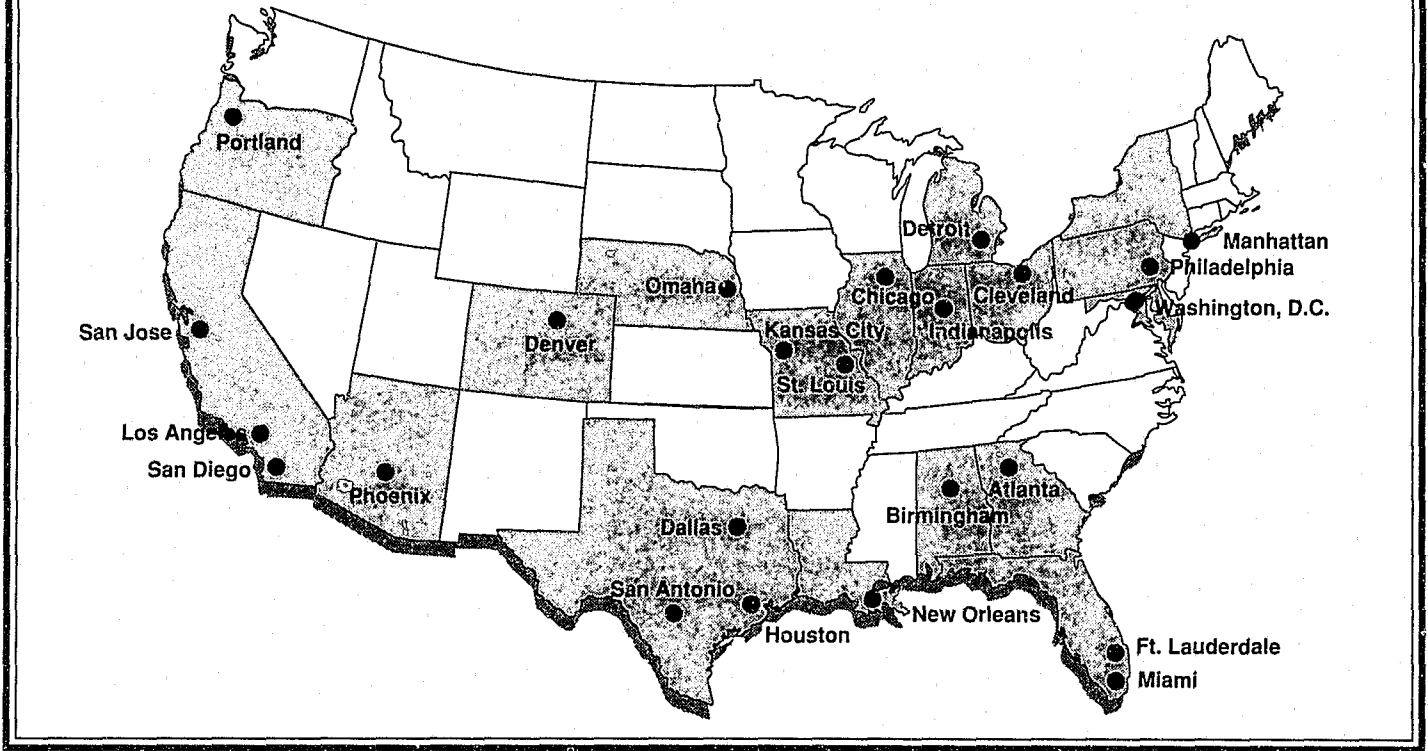 Portland
Detroit
Manhattan
Philadelphia
Omaha
Chicago
Cleveland
Washington, D.C.
San Jose
Kansas City
Indianapolis
Denver
St. Louis
Los Angeles
San Diego
Phoenix
Atlanta
Birmingham
Dallas
San Antonio
New Orleans
Houston
Ft. Lauderdale
Miami